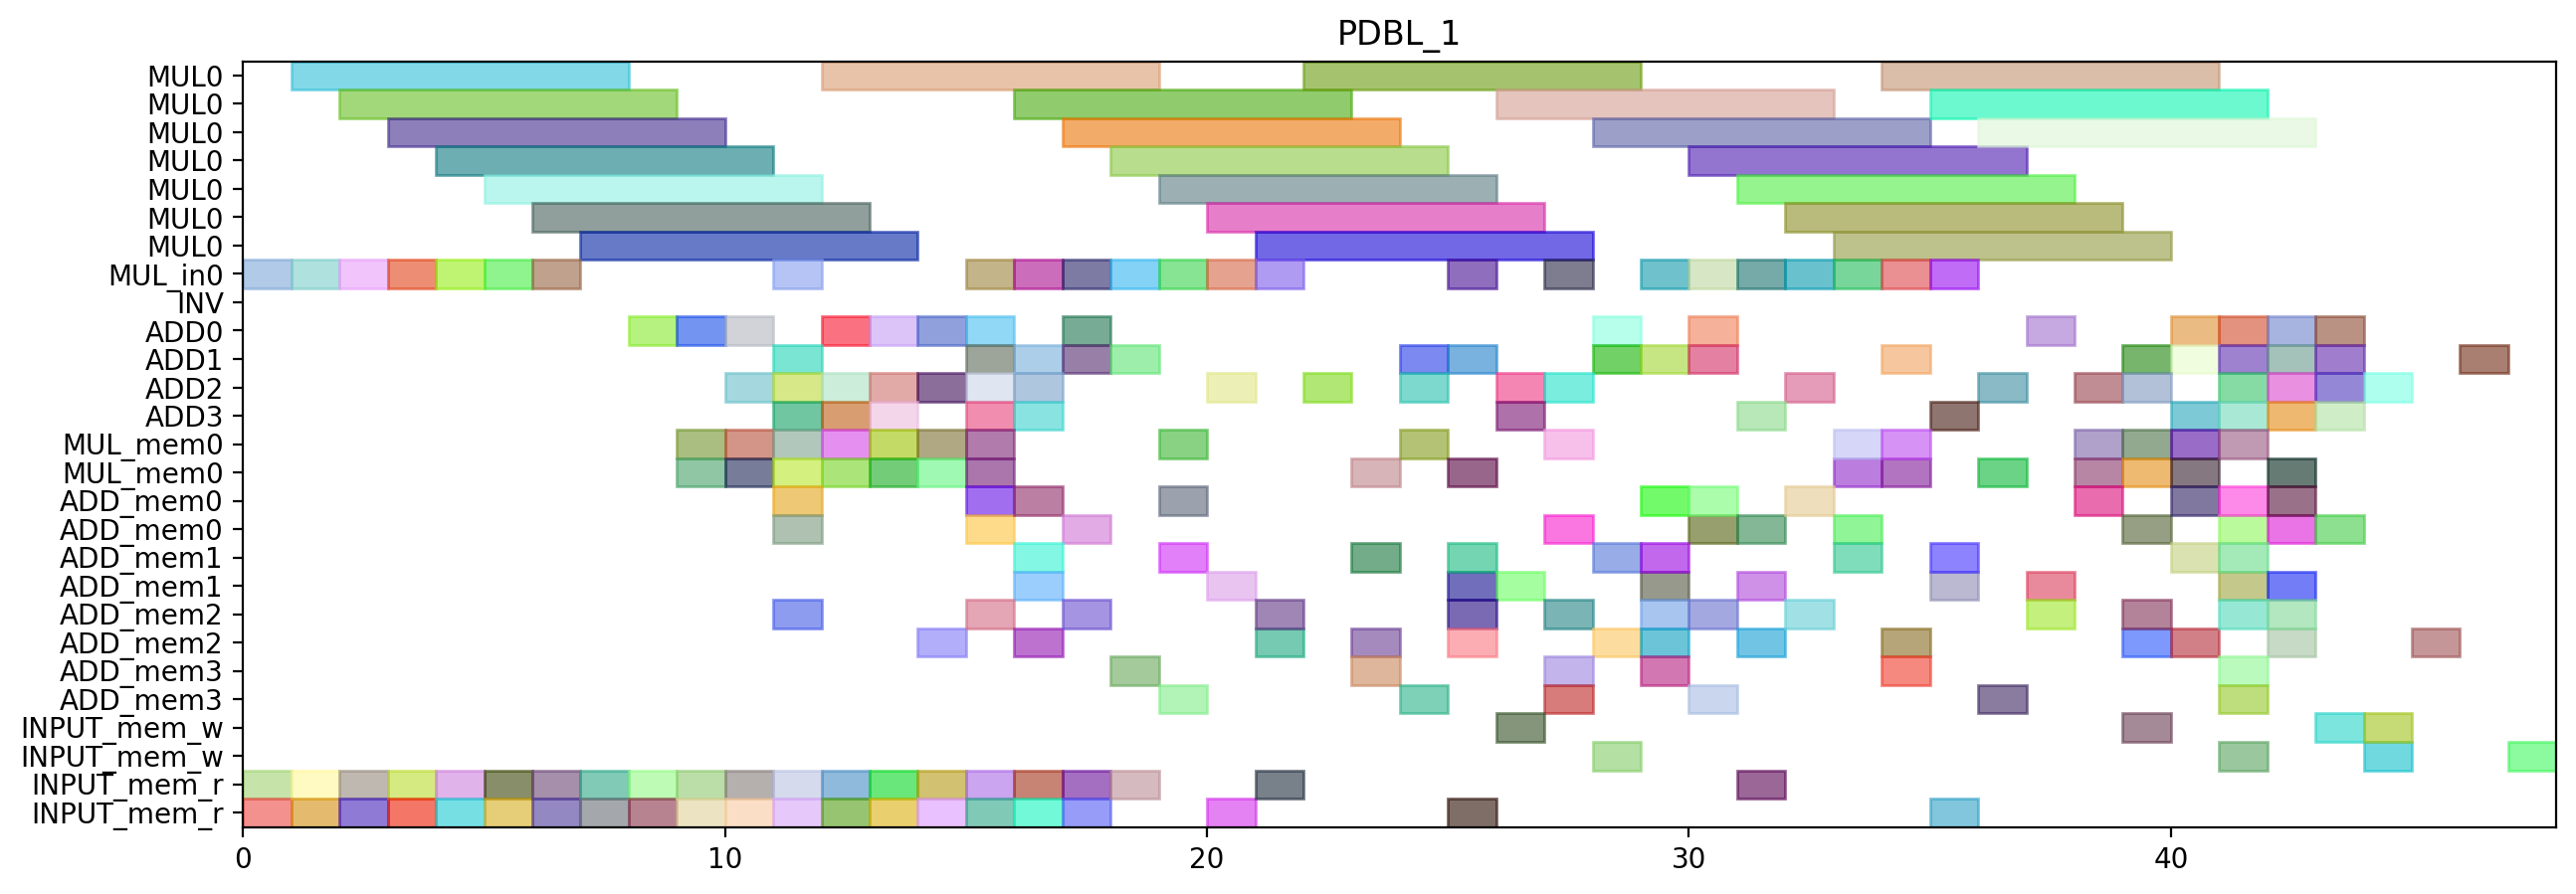 PDBL_1
MUL0
MUL0
MUL0
MUL0
MUL0
MUL0
MUL0
MUL_in0
INV
ADD0
ADD1
ADD2
ADD3
MUL_mem0
MUL_mem0
ADD_mem0
ADD_mem0
ADD_mem1
ADD_mem1
ADD_mem2
ADD_mem2
ADD_mem3
ADD_mem3
INPUT_mem_w
INPUT_mem_w
INPUT_mem_r
INPUT_mem_r
0 10 20 30 40